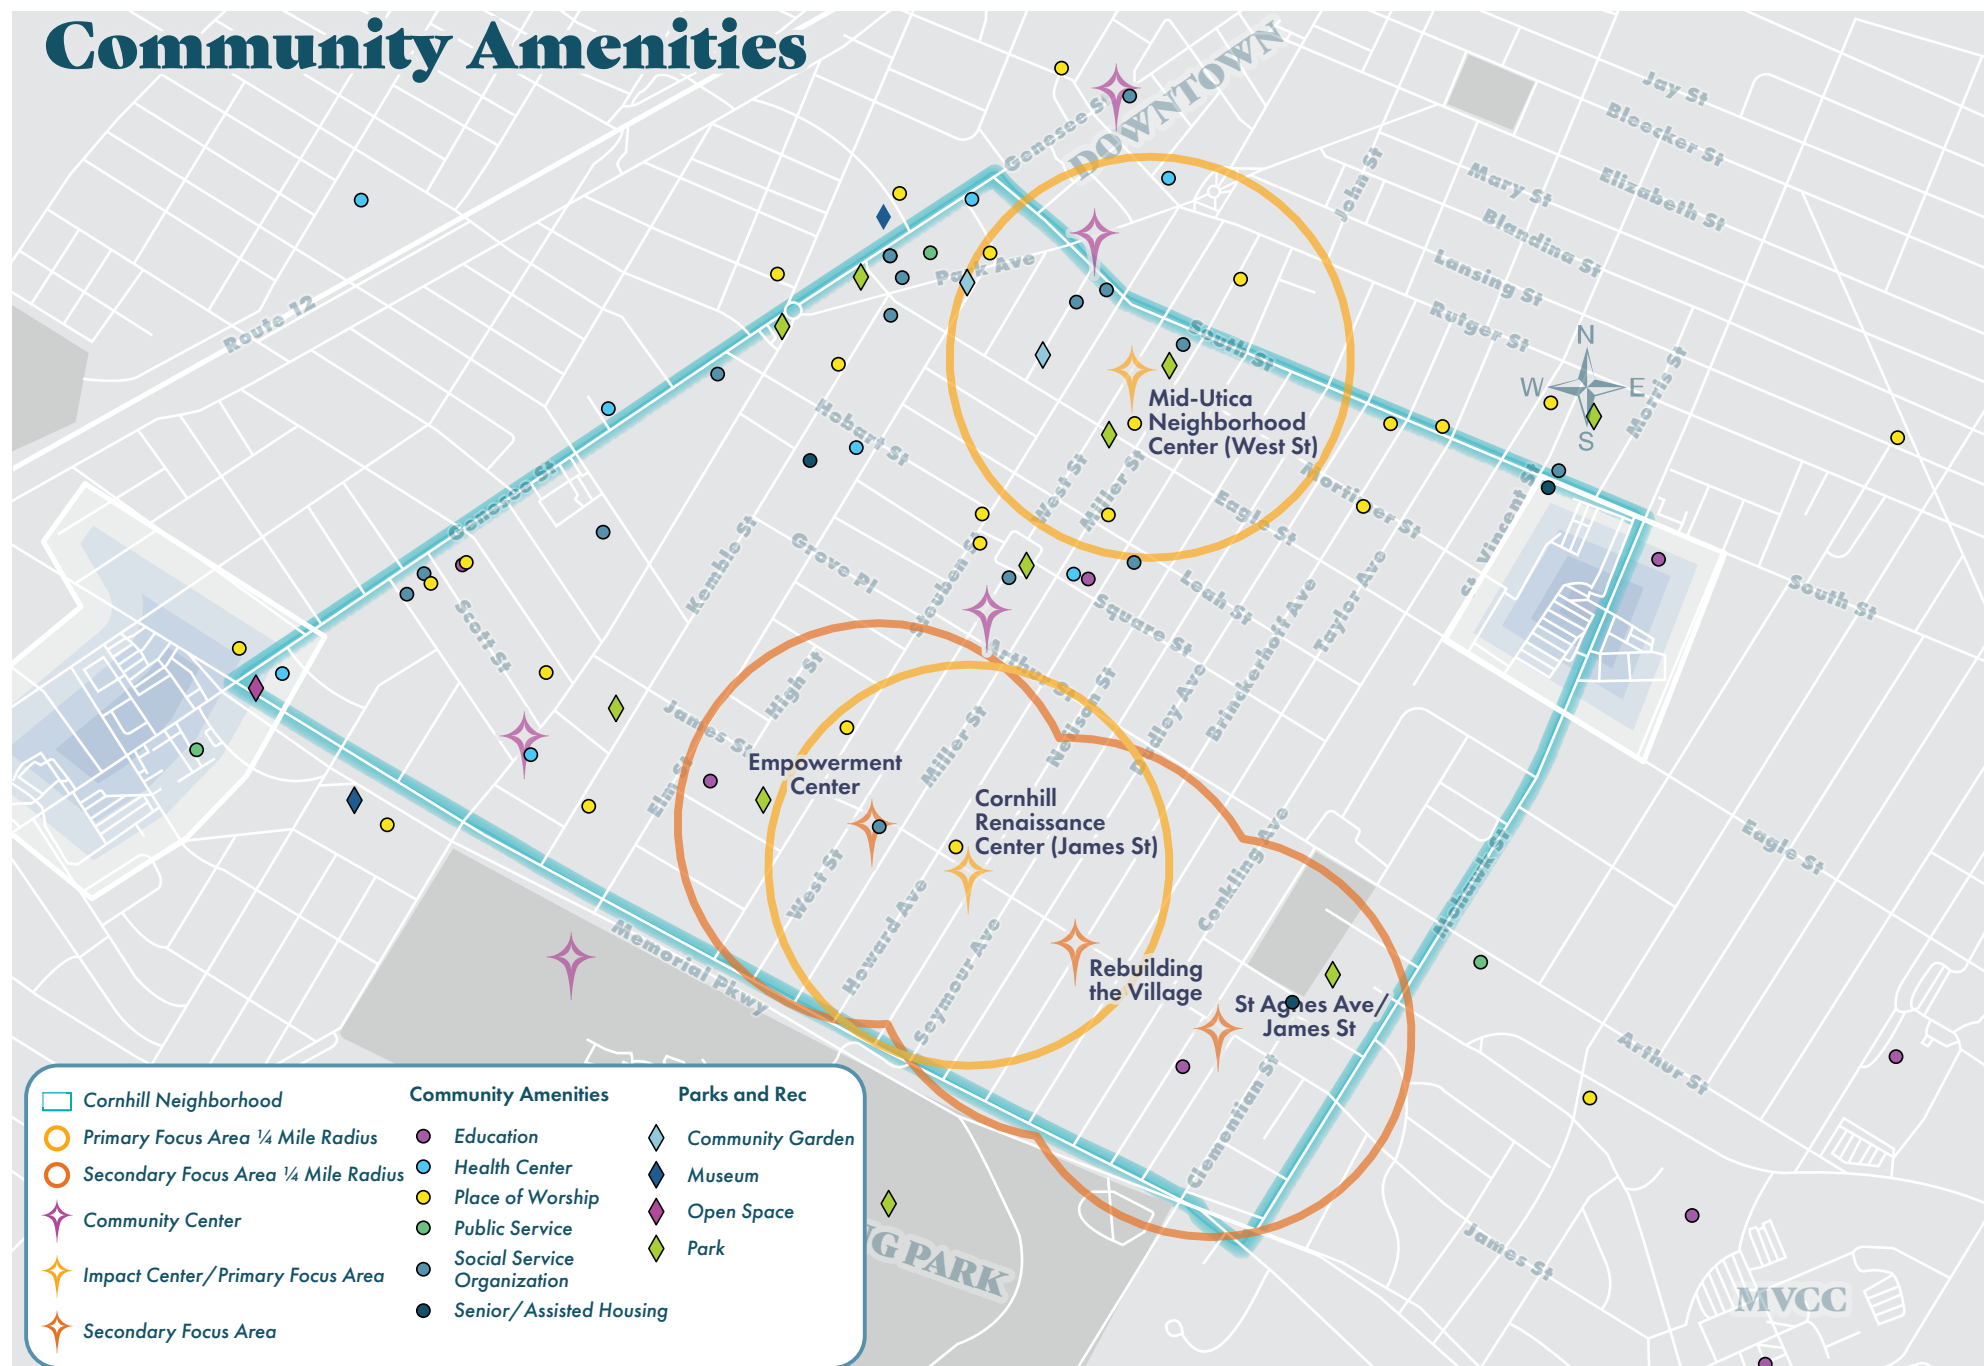 Community Amenities
DOWNTOWN
Genesee St
Jay St
Bleecker St
Mary St
Elizabeth St
Blandina St
Lansing St
Rutger St
John St
Morris St
N
W
E
S
Route 12
Park Ave
South St
Mid-Utica
Neighborhood
Center (West St)
Hobart St
West St
Miller St
Eagle St
Genesee St
Kemble St
Grove Pl
Steuben St
Square St
Leah St
Brinckerhoff Ave
Taylor Ave
St Vincent St
South St
Scott St
High St
Arthur St
Neilson St
Dudley Ave
James St
Elm St
Miller St
Empowerment
Center
Cornhill
Renaissance
Center (James St)
West St
Howard Ave
Seymour Ave
Conkling Ave
Mohawk St
Eagle St
Memorial Pkwy
Rebuilding
the Village
St Agnes Ave/
James St
Clementian St
Arthur St
James St
NG PARK
MVCC
Cornhill Neighborhood
Primary Focus Area ¼ Mile Radius
Secondary Focus Area ¼ Mile Radius
Community Center
Impact Center/Primary Focus Area
Secondary Focus Area
Community Amenities
Education
Health Center
Place of Worship
Public Service
Social Service
Organization
Senior/Assisted Housing
Parks and Rec
Community Garden
Museum
Open Space
Park